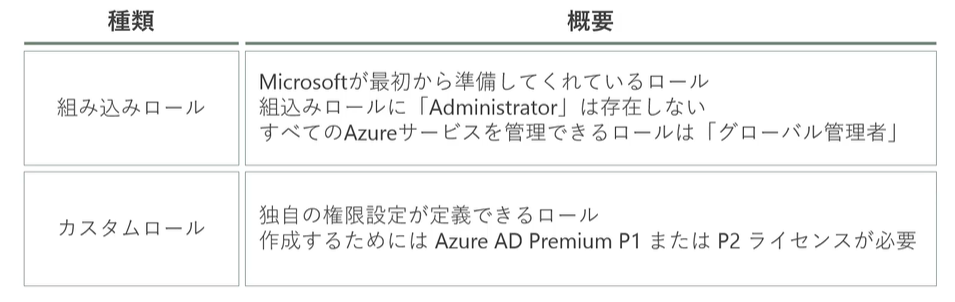 種類
概要
組み込みロール
Microsoftが最初から準備してくれているロール
組込みロールに「Administrator」は存在しない
すべてのAzureサービスを管理できるロールは「グローバル管理者」
カスタムロール
独自の権限設定が定義できるロール
作成するためには Azure AD Premium P1 または P2 ライセンスが必要